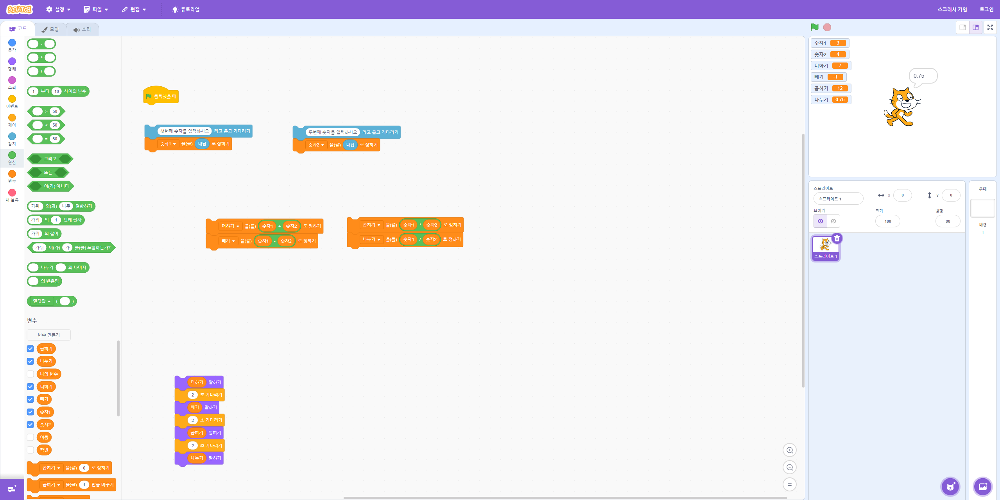 SCRATCH 설정 파일 편집 튜토리얼 스크래치 가입 로그인
코드 모양 소리
동작
형태
소리
이벤트
제어
감지
연산
변수
내 블록
-
*
/
1 부터 10 사이의 난수
> 50
< 50
= 50
그리고
또는
이(가) 아니다
가위 와(과) 나무 결합하기
가위 의 1 번째 글자
가위 의 길이
가위 이(가) 가 을(를) 포함하는가?
나누기 의 나머지
의 반올림
절댓값 ( )
변수
변수 만들기
곱하기
나누기
나의 변수
더하기
빼기
숫자1
숫자2
이름
학번
곱하기 을(를) 0 로 정하기
곱하기 을(를) 1 만큼 바꾸기
클릭했을 때
첫번째 숫자를 입력하시오 라고 묻고 기다리기
숫자1 을(를) 대답 로 정하기
두번째 숫자를 입력하시오 라고 묻고 기다리기
숫자2 을(를) 대답 로 정하기
더하기 을(를) 숫자1 + 숫자2 로 정하기
빼기 을(를) 숫자1 - 숫자2 로 정하기
곱하기 을(를) 숫자1 * 숫자2 로 정하기
나누기 을(를) 숫자1 / 숫자2 로 정하기
더하기 말하기
2 초 기다리기
빼기 말하기
2 초 기다리기
곱하기 말하기
2 초 기다리기
나누기 말하기
숫자1 3
숫자2 4
더하기 7
빼기 -1
곱하기 12
나누기 0.75
0.75
스프라이트
스프라이트 1 x 0 y 0
보이기 크기 방향
100 90
스프라이트 1
무대
배경
1